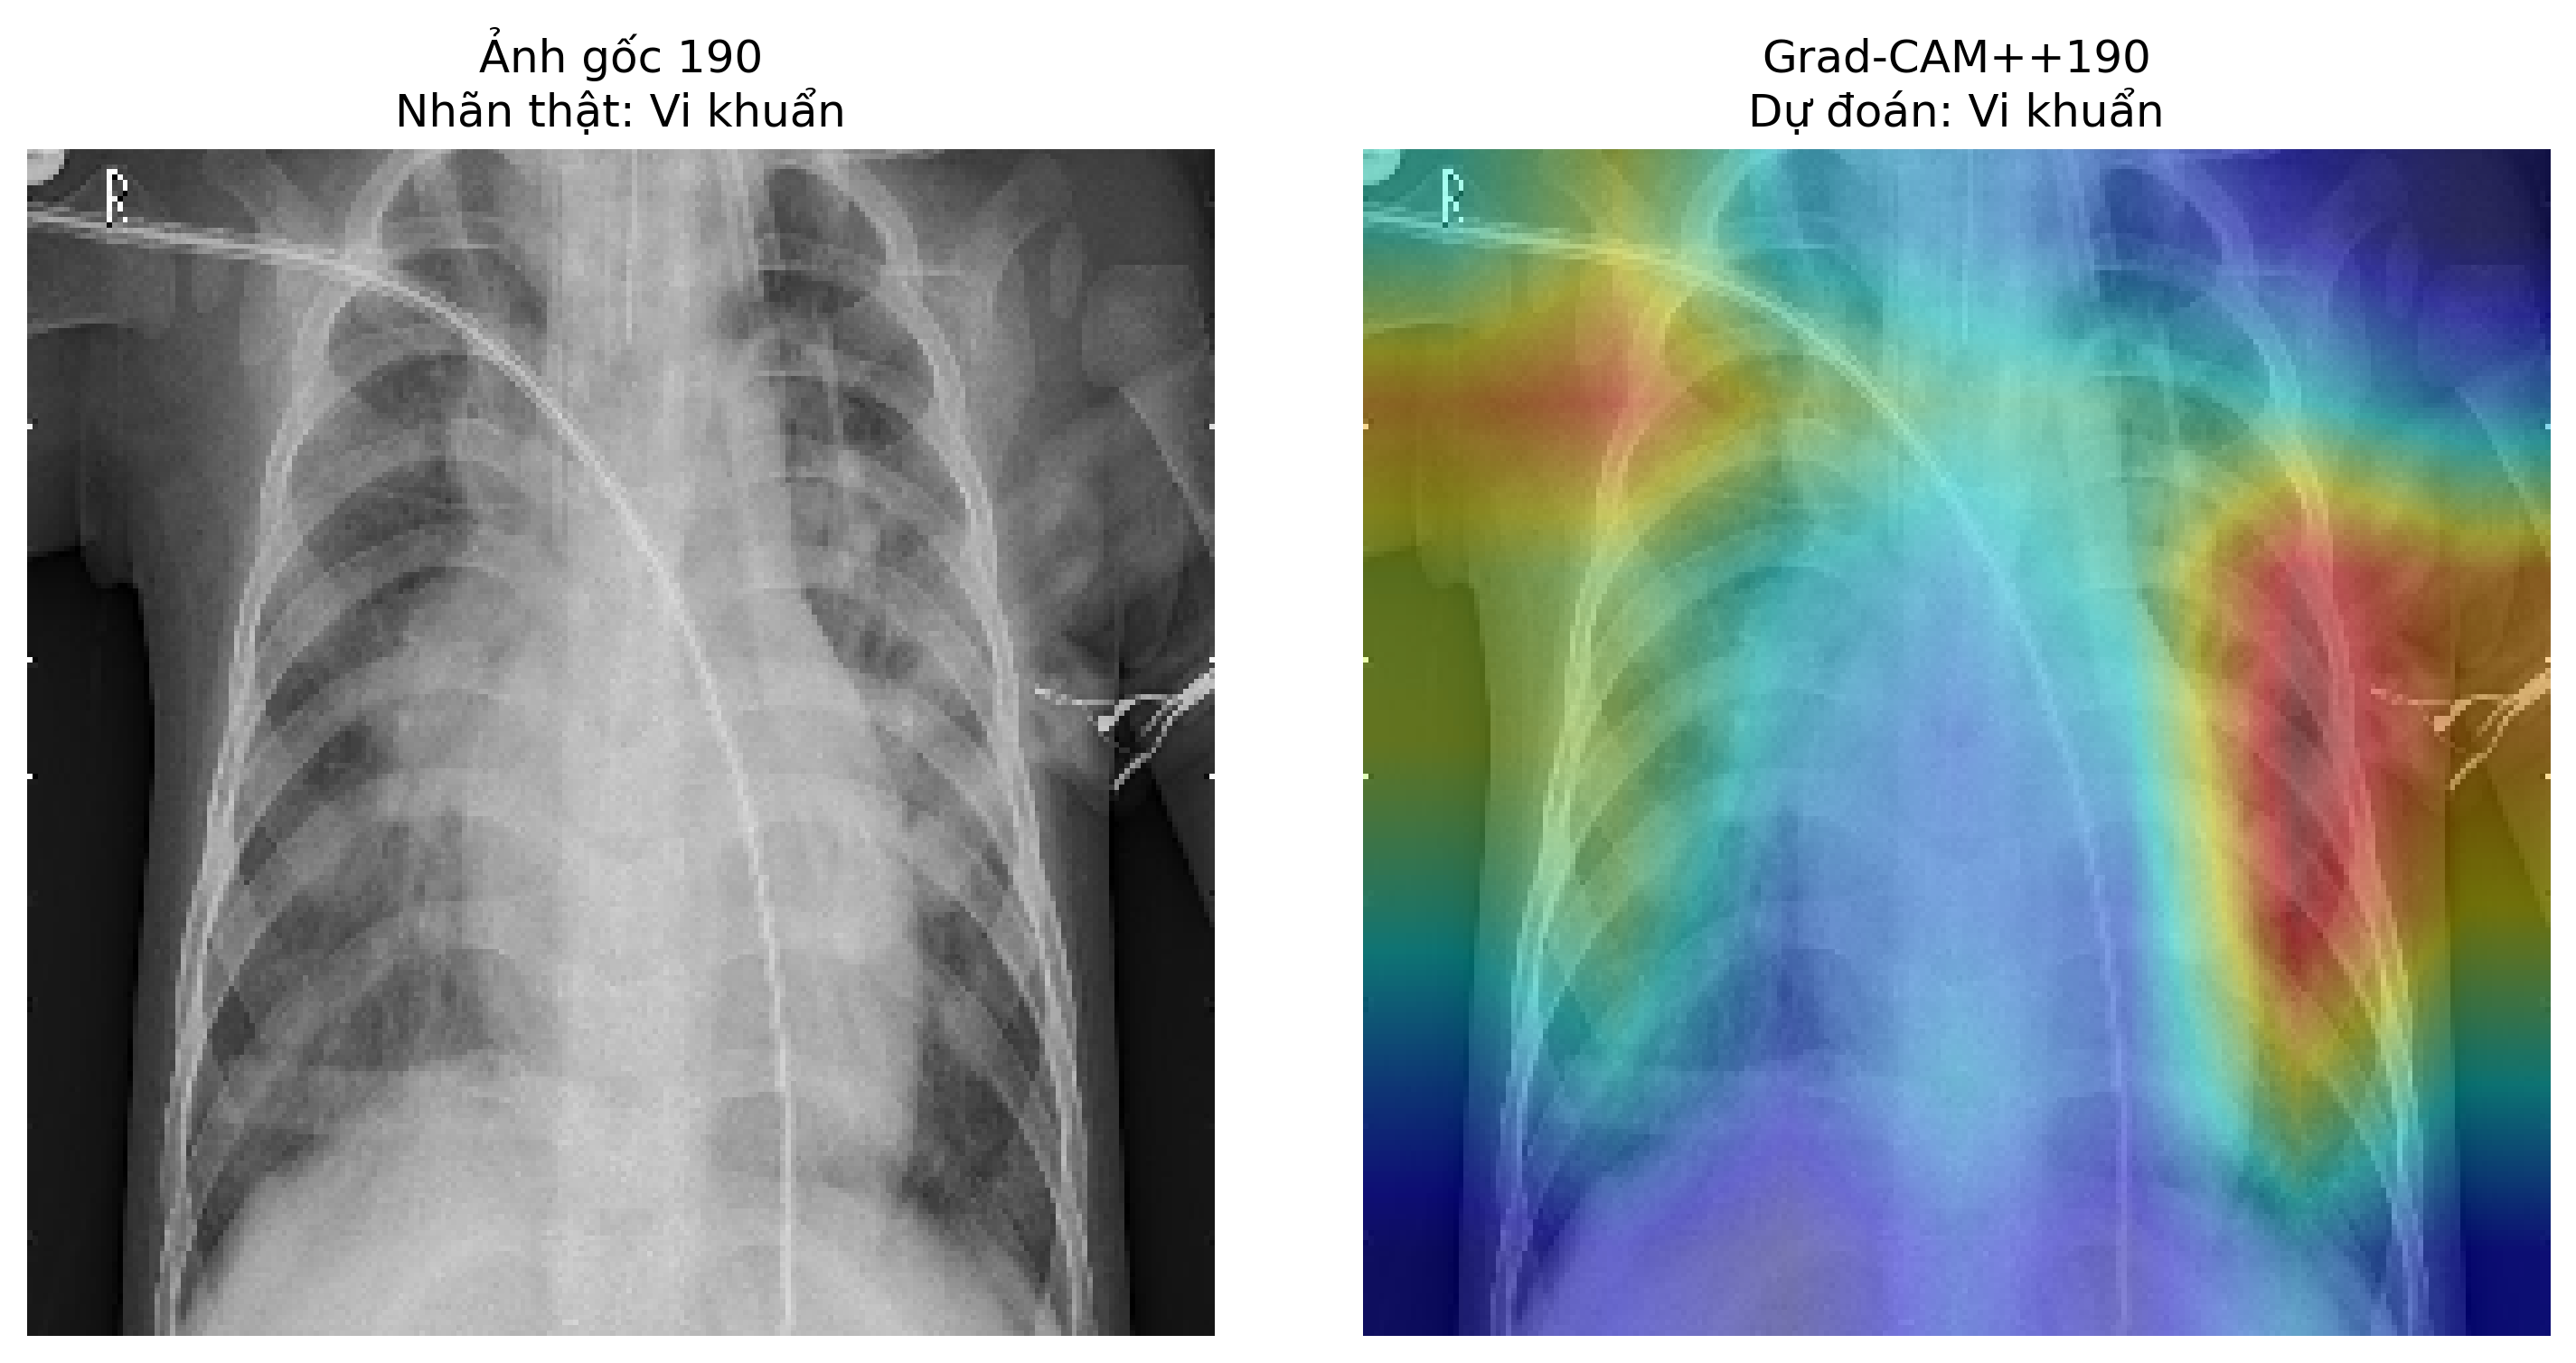 Ảnh gốc 190
Nhãn thật: Vi khuẩn
Grad-CAM++190
Dự đoán: Vi khuẩn
R
R